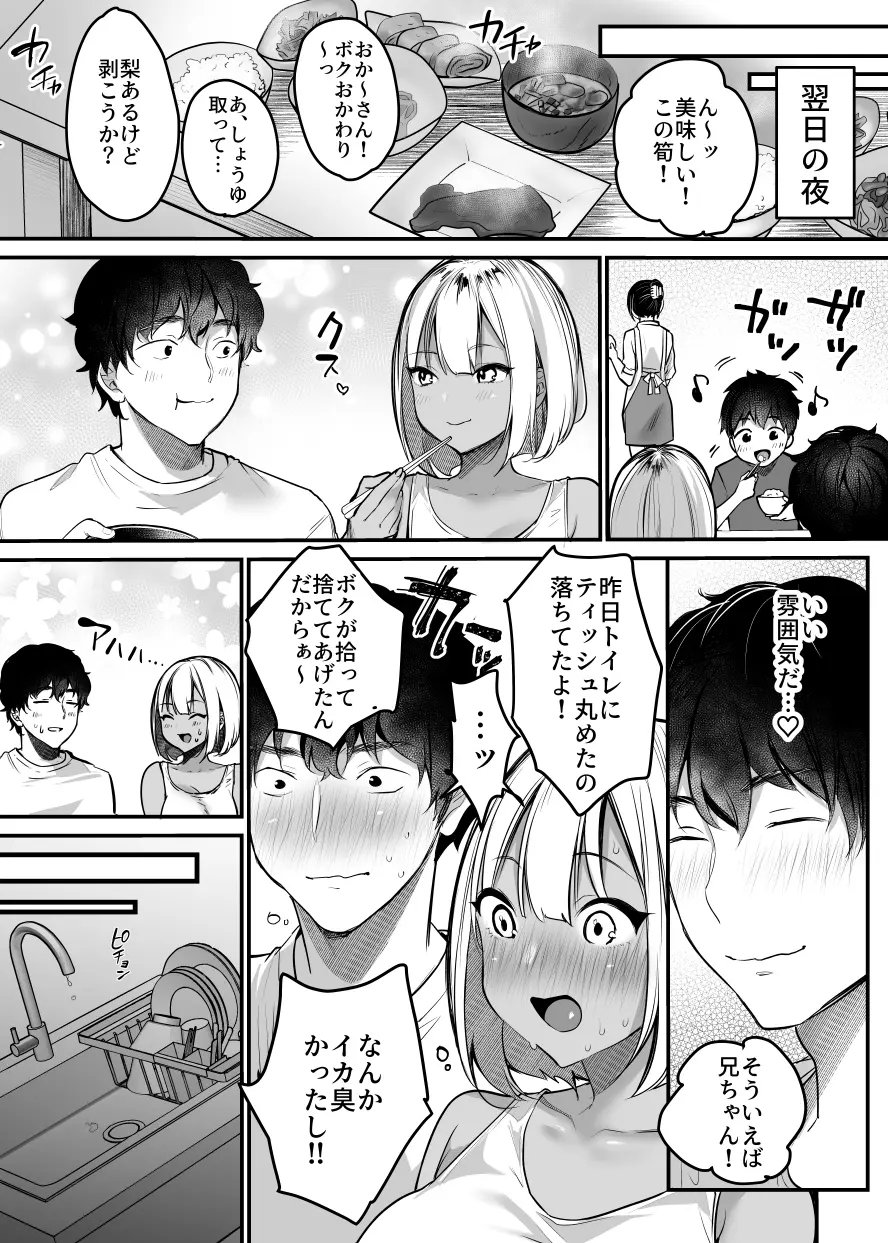 翌日の夜
ん〜ッ
美味しい！
この筍！
カチャ
おか〜さん！
ボクおかわり
〜っ
あ、しょうゆ
取って…
梨あるけど
剥こうか？
カチャ
カチャ
ガッ
ガッ
クスッ♡
いい
雰囲気だ…♡
そういえば
兄ちゃん！
昨日トイレに
ティッシュ丸めたの
落ちてたよ！
…ッ
ボクが拾って
捨ててあげたん
だからぁ〜
なんか
イカ臭
かったし!!
アハハ…
ピチョン